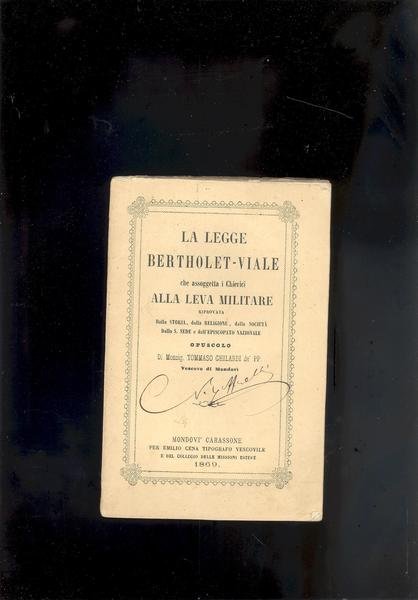 LA LEGGE
BERTHOLET-VIALE
che assoggetta i Chierici
ALLA LEVA MILITARE
RIPROVATA
Dalla STORIA, dalla RELIGIONE, dalla SOCIETÀ
Dalla S. SEDE e dall'EPISCOPATO NAZIONALE
OPUSCOLO
Di Monsig. TOMMASO GHILARDI de' PP.
Vescovo di Mondovì
MONDOVI' CARASSONE
PER EMILIO CENA TIPOGRAFO VESCOVILE
E DEL COLLEGIO DELLE MISSIONI ESTERE
1869.